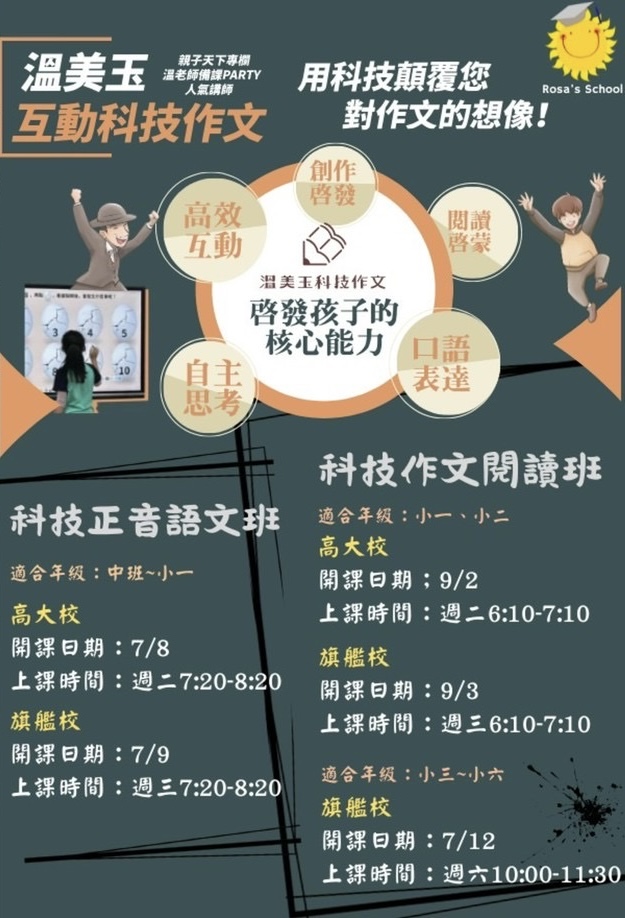 溫美玉
親子天下專欄
溫老師備課PARTY
人氣講師
互動科技作文
用科技顛覆您
對作文的想像!
Rosa's School
創作
啓發
高效
互動
閱讀
啓蒙
溫美玉科技作文
啓發孩子的
核心能力
自主
思考
口語
表達
3
4
5
8
9
10
科技正音語文班
適合年級：中班~小一
高大校
開課日期：7/8
上課時間：週二7:20-8:20
旗艦校
開課日期：7/9
上課時間：週三7:20-8:20
科技作文閱讀班
適合年級：小一、小二
高大校
開課日期；9/2
上課時間：週二6:10-7:10
旗艦校
開課日期：9/3
上課時間：週三6:10-7:10
適合年級：小三~小六
旗艦校
開課日期：7/12
上課時間：週六10:00-11:30